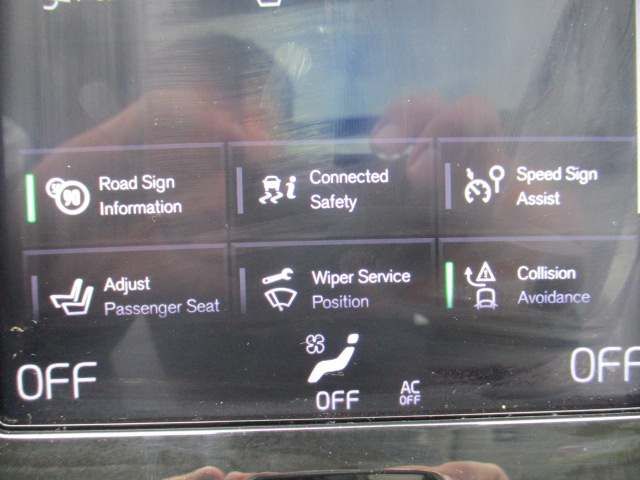 Road Sign
Information
Connected
Safety
Speed Sign
Assist
Adjust
Passenger Seat
Wiper Service
Position
Collision
Avoidance
OFF
OFF
AC
OFF
OFF